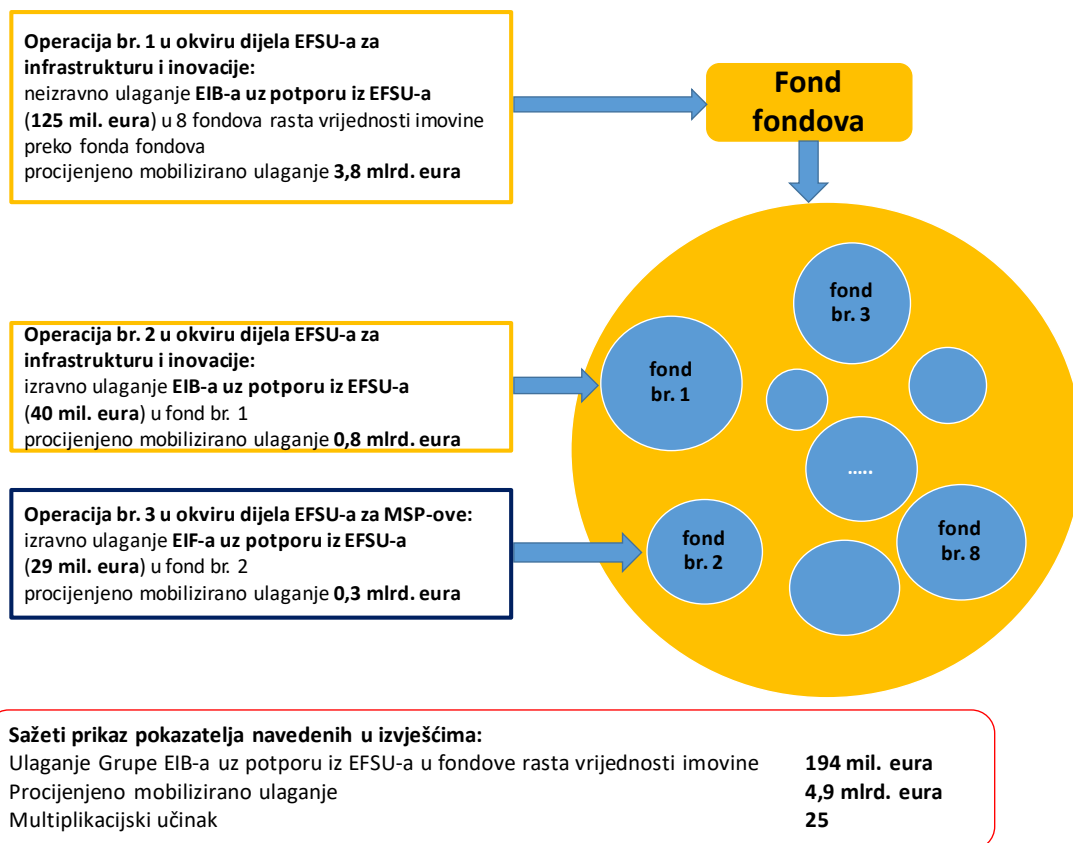 Operacija br. 1 u okviru dijela EFSU-a za
infrastrukturu i inovacije:
neizravno ulaganje EIB-a uz potporu iz EFSU-a
(125 mil. eura) u 8 fondova rasta vrijednosti imovine
preko fonda fondova
procijenjeno mobilizirano ulaganje 3,8 mlrd. eura
Fond
fondova
Operacija br. 2 u okviru dijela EFSU-a za
infrastrukturu i inovacije:
izravno ulaganje EIB-a uz potporu iz EFSU-a
(40 mil. eura) u fond br. 1
procijenjeno mobilizirano ulaganje 0,8 mlrd. eura
Operacija br. 3 u okviru dijela EFSU-a za MSP-ove:
izravno ulaganje EIF-a uz potporu iz EFSU-a
(29 mil. eura) u fond br. 2
procijenjeno mobilizirano ulaganje 0,3 mlrd. eura
fond
br. 3
fond
br. 1
.....
fond
br. 2
fond
br. 8
Sažeti prikaz pokazatelja navedenih u izvješćima:
Ulaganje Grupe EIB-a uz potporu iz EFSU-a u fondove rasta vrijednosti imovine 194 mil. eura
Procijenjeno mobilizirano ulaganje 4,9 mlrd. eura
Multiplikacijski učinak 25